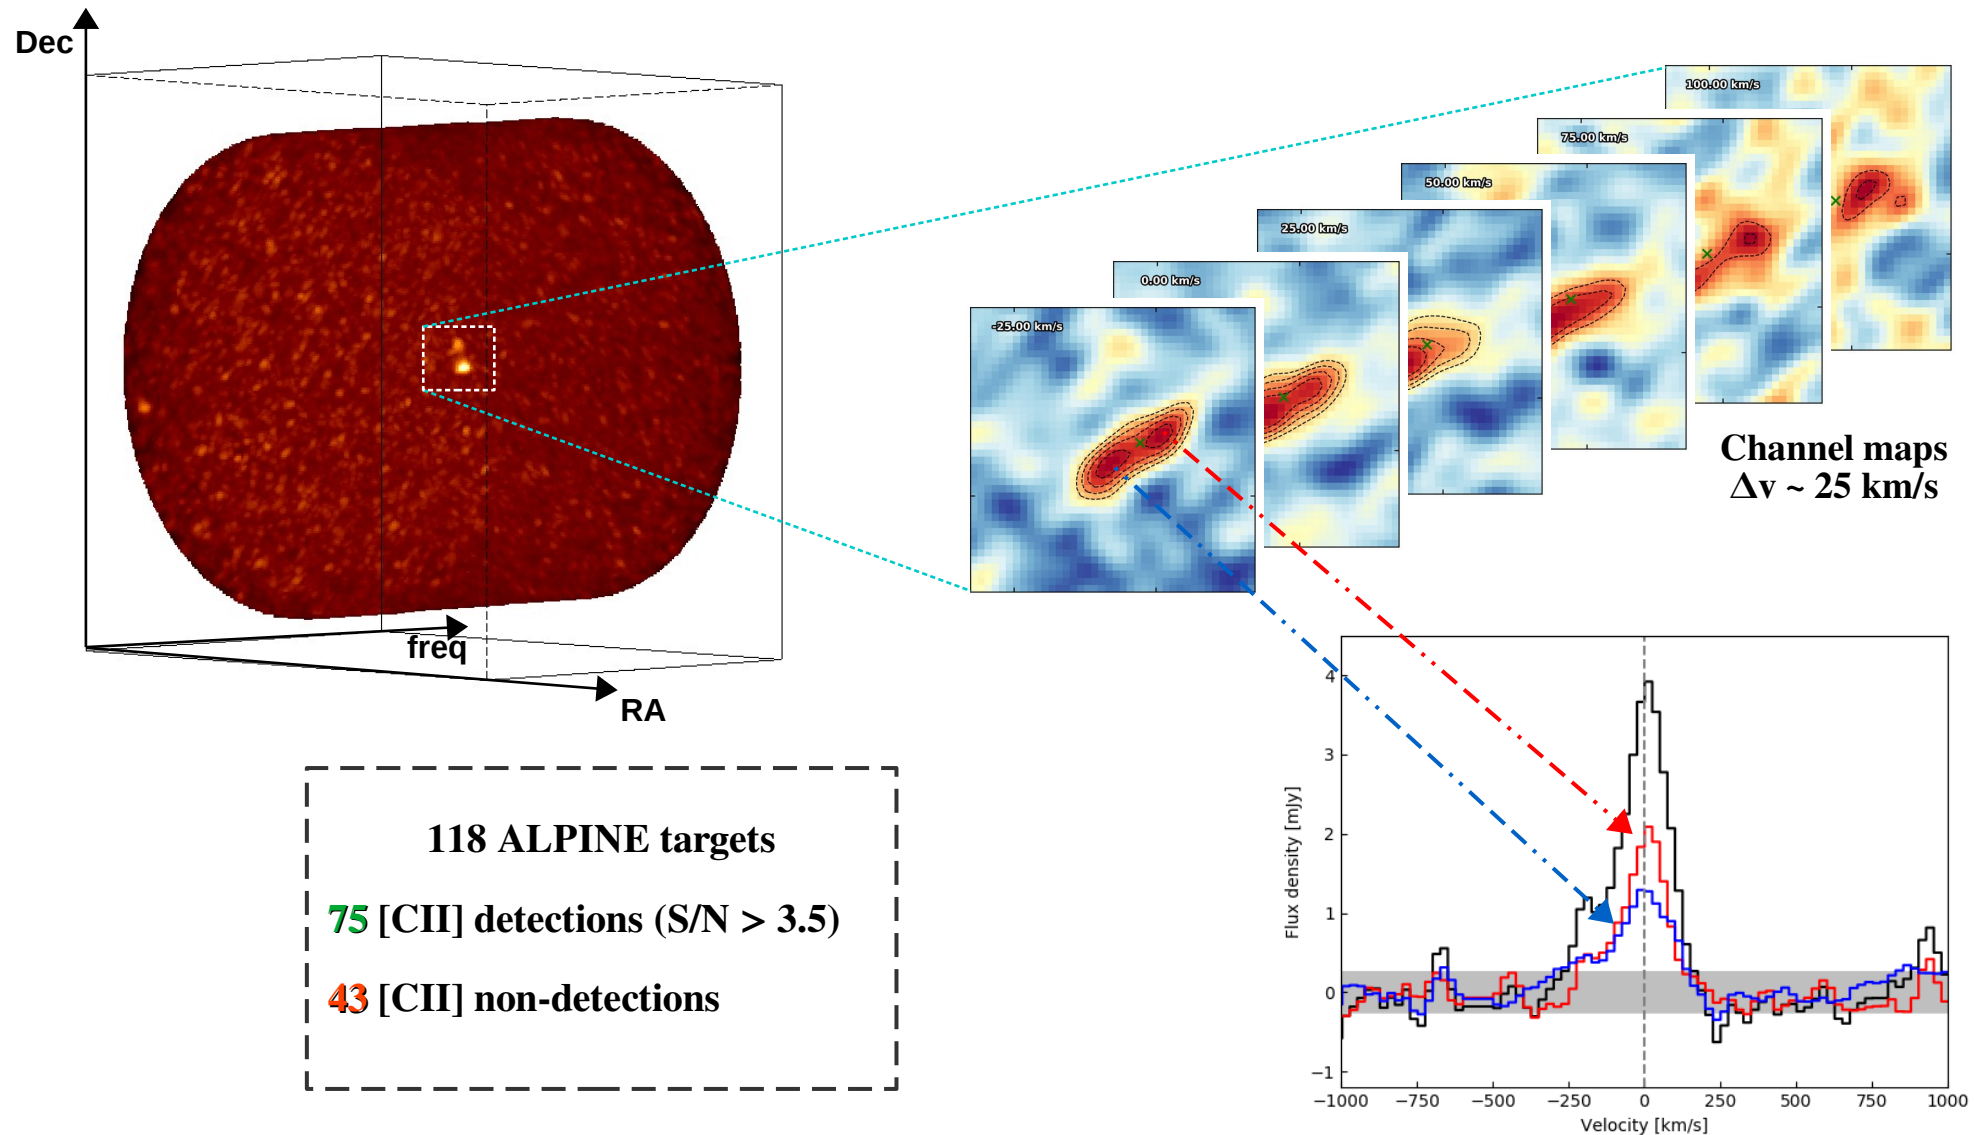 Dec
freq
RA
100.00 km/s
75.00 km/s
50.00 km/s
25.00 km/s
0.00 km/s
-25.00 km/s
Channel maps
Δv ~ 25 km/s
118 ALPINE targets
75 [CII] detections (S/N > 3.5)
43 [CII] non-detections
Flux density [mJy]
4
3
2
1
0
−1
−1000 −750 −500 −250 0 250 500 750 1000
Velocity [km/s]